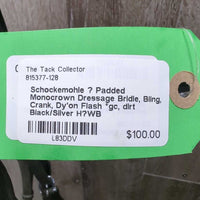 The Tack Collector
815377-128
Schockemohle ? Padded
Monocrown Dressage Bridle, Bling,
Crank, Dy'on Flash *gc, dirt
Black/Silver H?WB
$100.00
L83DDV